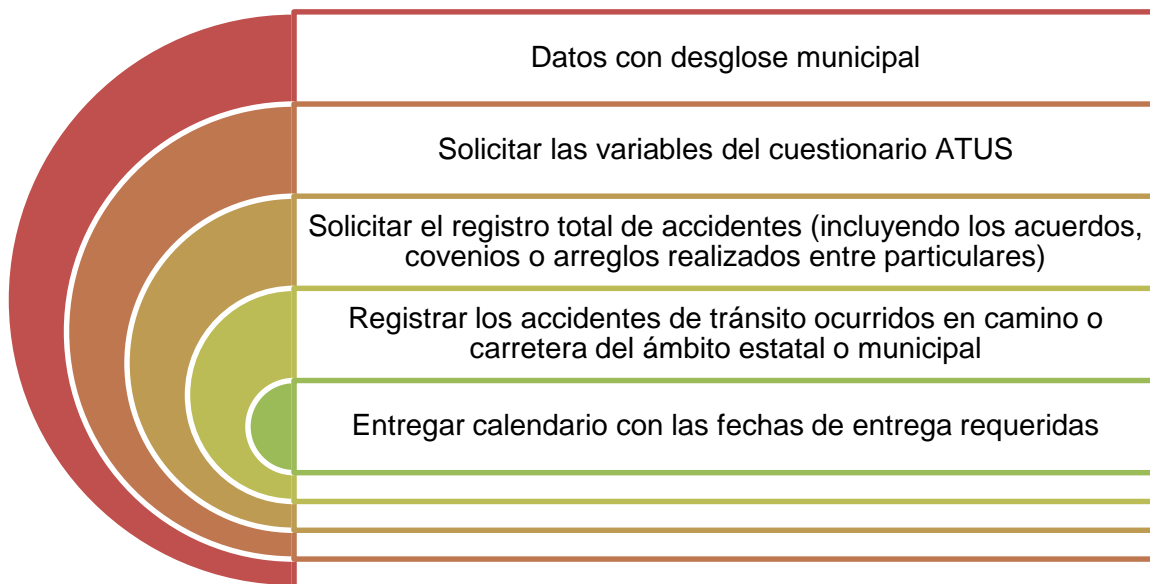 Datos con desglose municipal
Solicitar las variables del cuestionario ATUS
Solicitar el registro total de accidentes (incluyendo los acuerdos,
covenios o arreglos realizados entre particulares)
Registrar los accidentes de tránsito ocurridos en camino o
carretera del ámbito estatal o municipal
Entregar calendario con las fechas de entrega requeridas